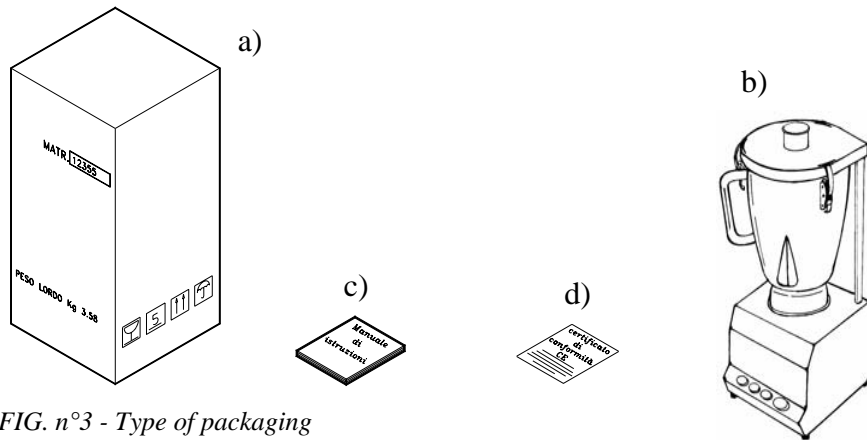 a)
b)
MATR. 12355
PESO LORDO Kg 3.58
5
c)
d)
Manuale
di
istruzioni
certificato
di
conformità
CE
FIG. n°3 - Type of packaging